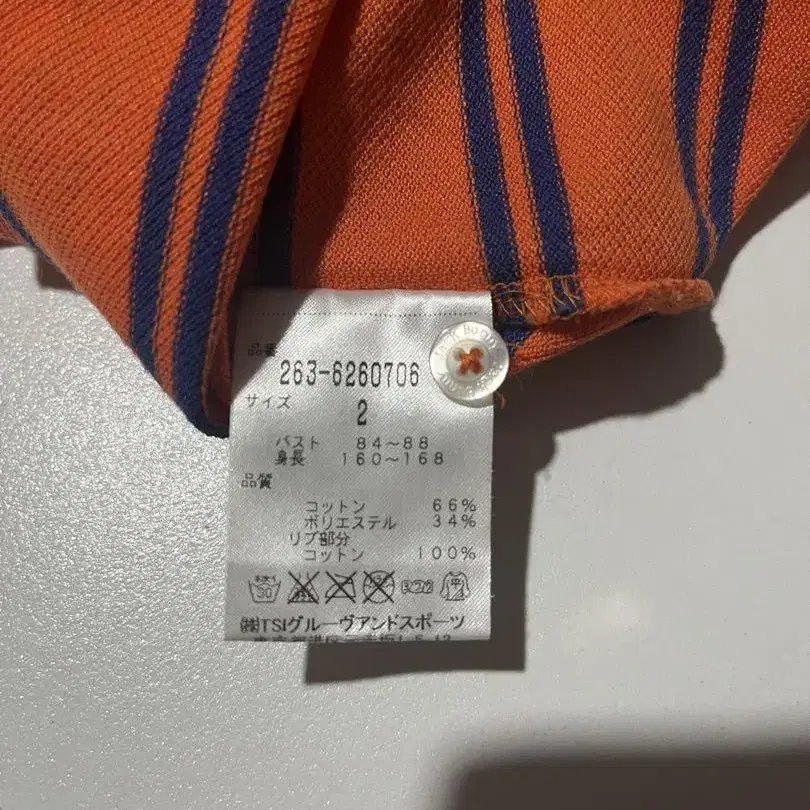 品番
263-6260706
サイズ
2
バスト 84〜88
身長 160〜168
品質
コットン 66%
ポリエステル 34%
リブ部分
コットン 100%
30 平
㈱TSIグルーヴアンドスポーツ